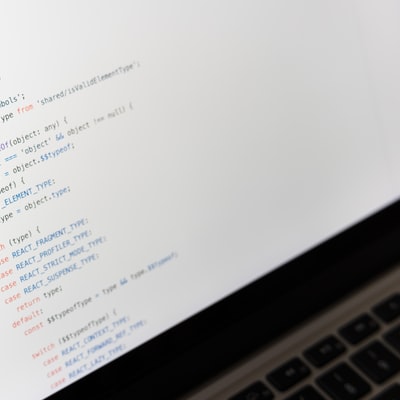 bols';
ype from 'shared/isValidElementType';
Of(object: any) {
=== 'object' && object !== null) {
= object.$$typeof;
eof) {
_ELEMENT_TYPE:
ype = object.type;
h (type) {
ase REACT_FRAGMENT_TYPE:
case REACT_PROFILER_TYPE:
case REACT_STRICT_MODE_TYPE:
case REACT_SUSPENSE_TYPE:
return type;
default:
const $$typeofType = type && type.$$typeof;
switch ($$typeofType) {
case REACT_CONTEXT_TYPE:
case REACT_FORWARD_REF_TYPE:
case REACT_LAZY_TYPE: